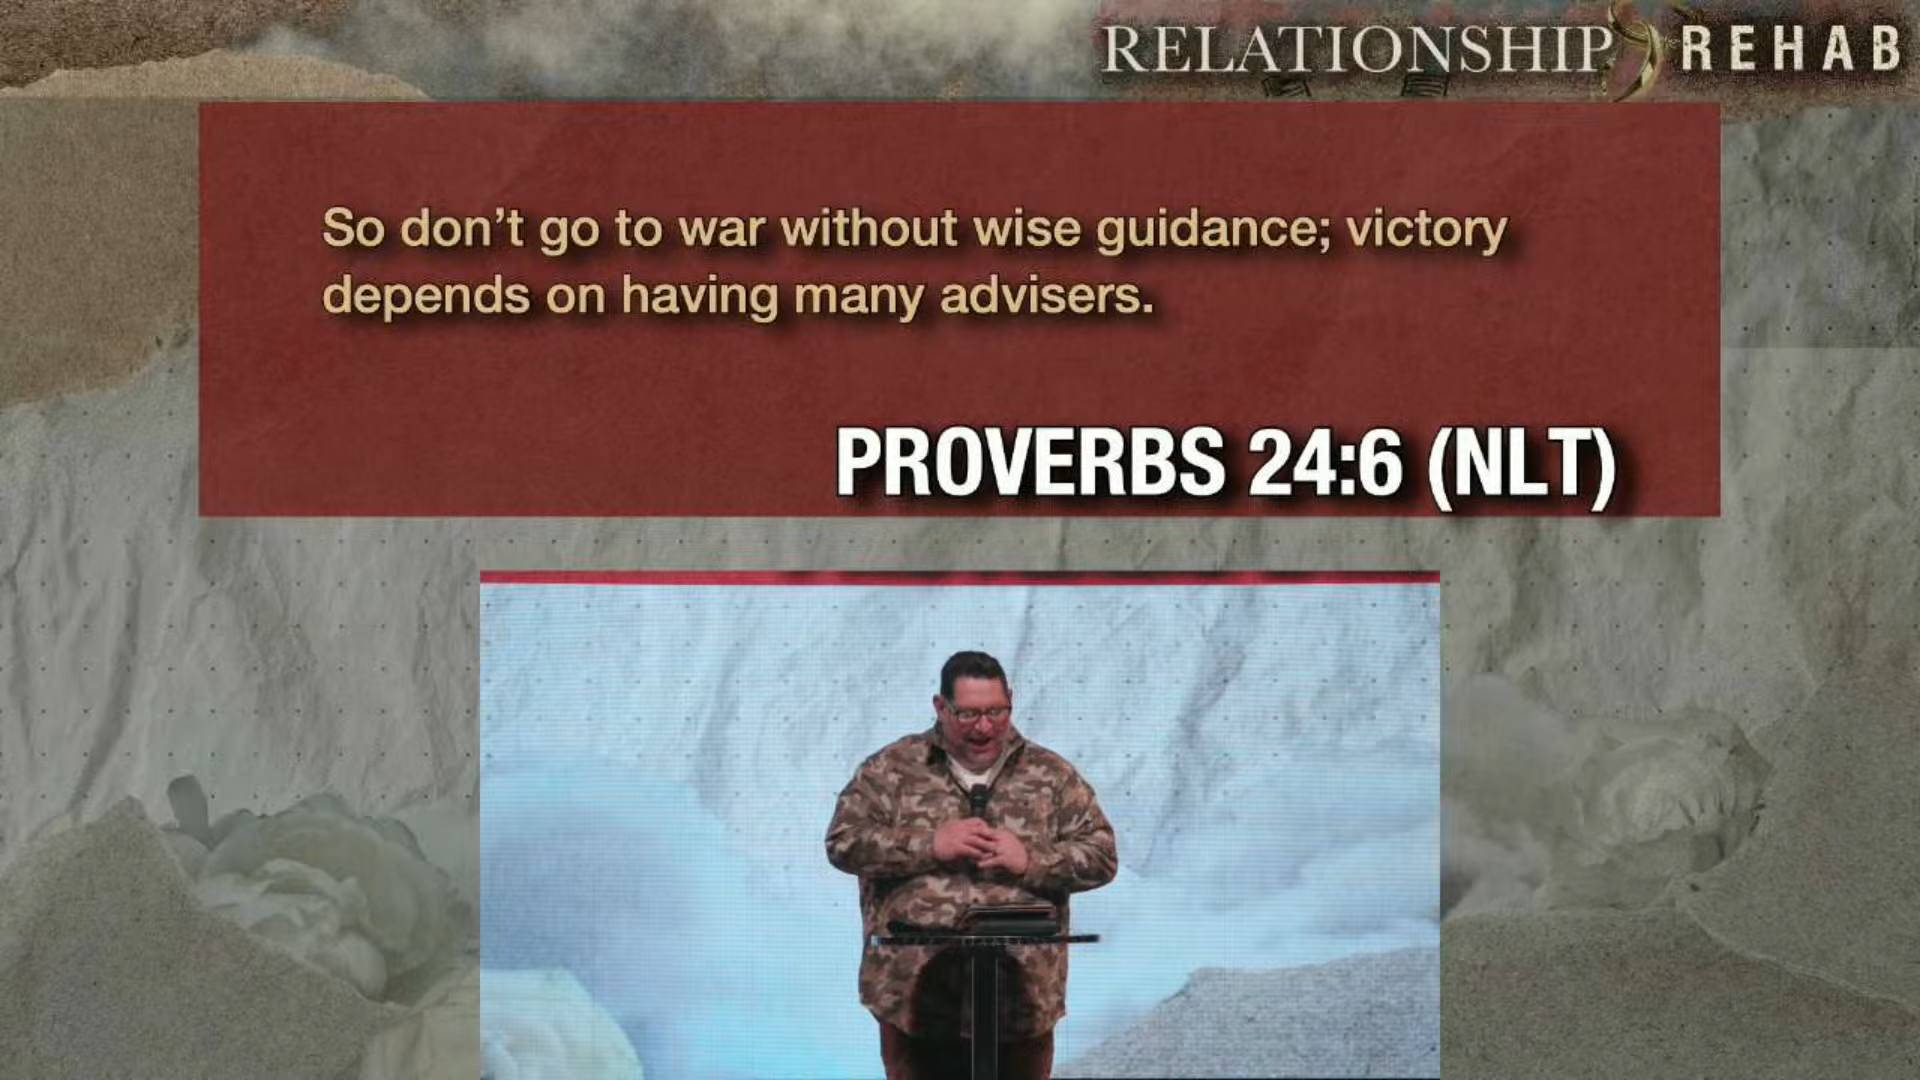 RELATIONSHIP REHAB
So don't go to war without wise guidance; victory
depends on having many advisers.
PROVERBS 24:6 (NLT)